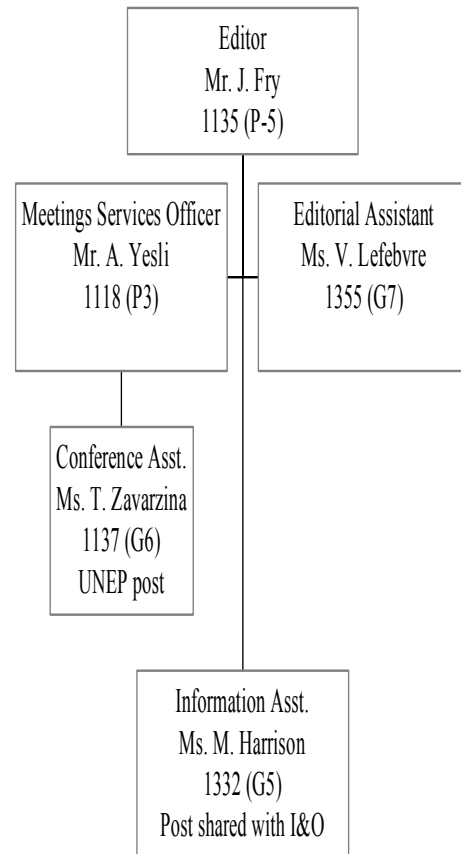 Editor
Mr. J. Fry
1135 (P-5)
Meetings Services Officer
Mr. A. Yesli
1118 (P3)
Editorial Assistant
Ms. V. Lefebvre
1355 (G7)
Conference Asst.
Ms. T. Zavarzina
1137 (G6)
UNEP post
Information Asst.
Ms. M. Harrison
1332 (G5)
Post shared with I&O